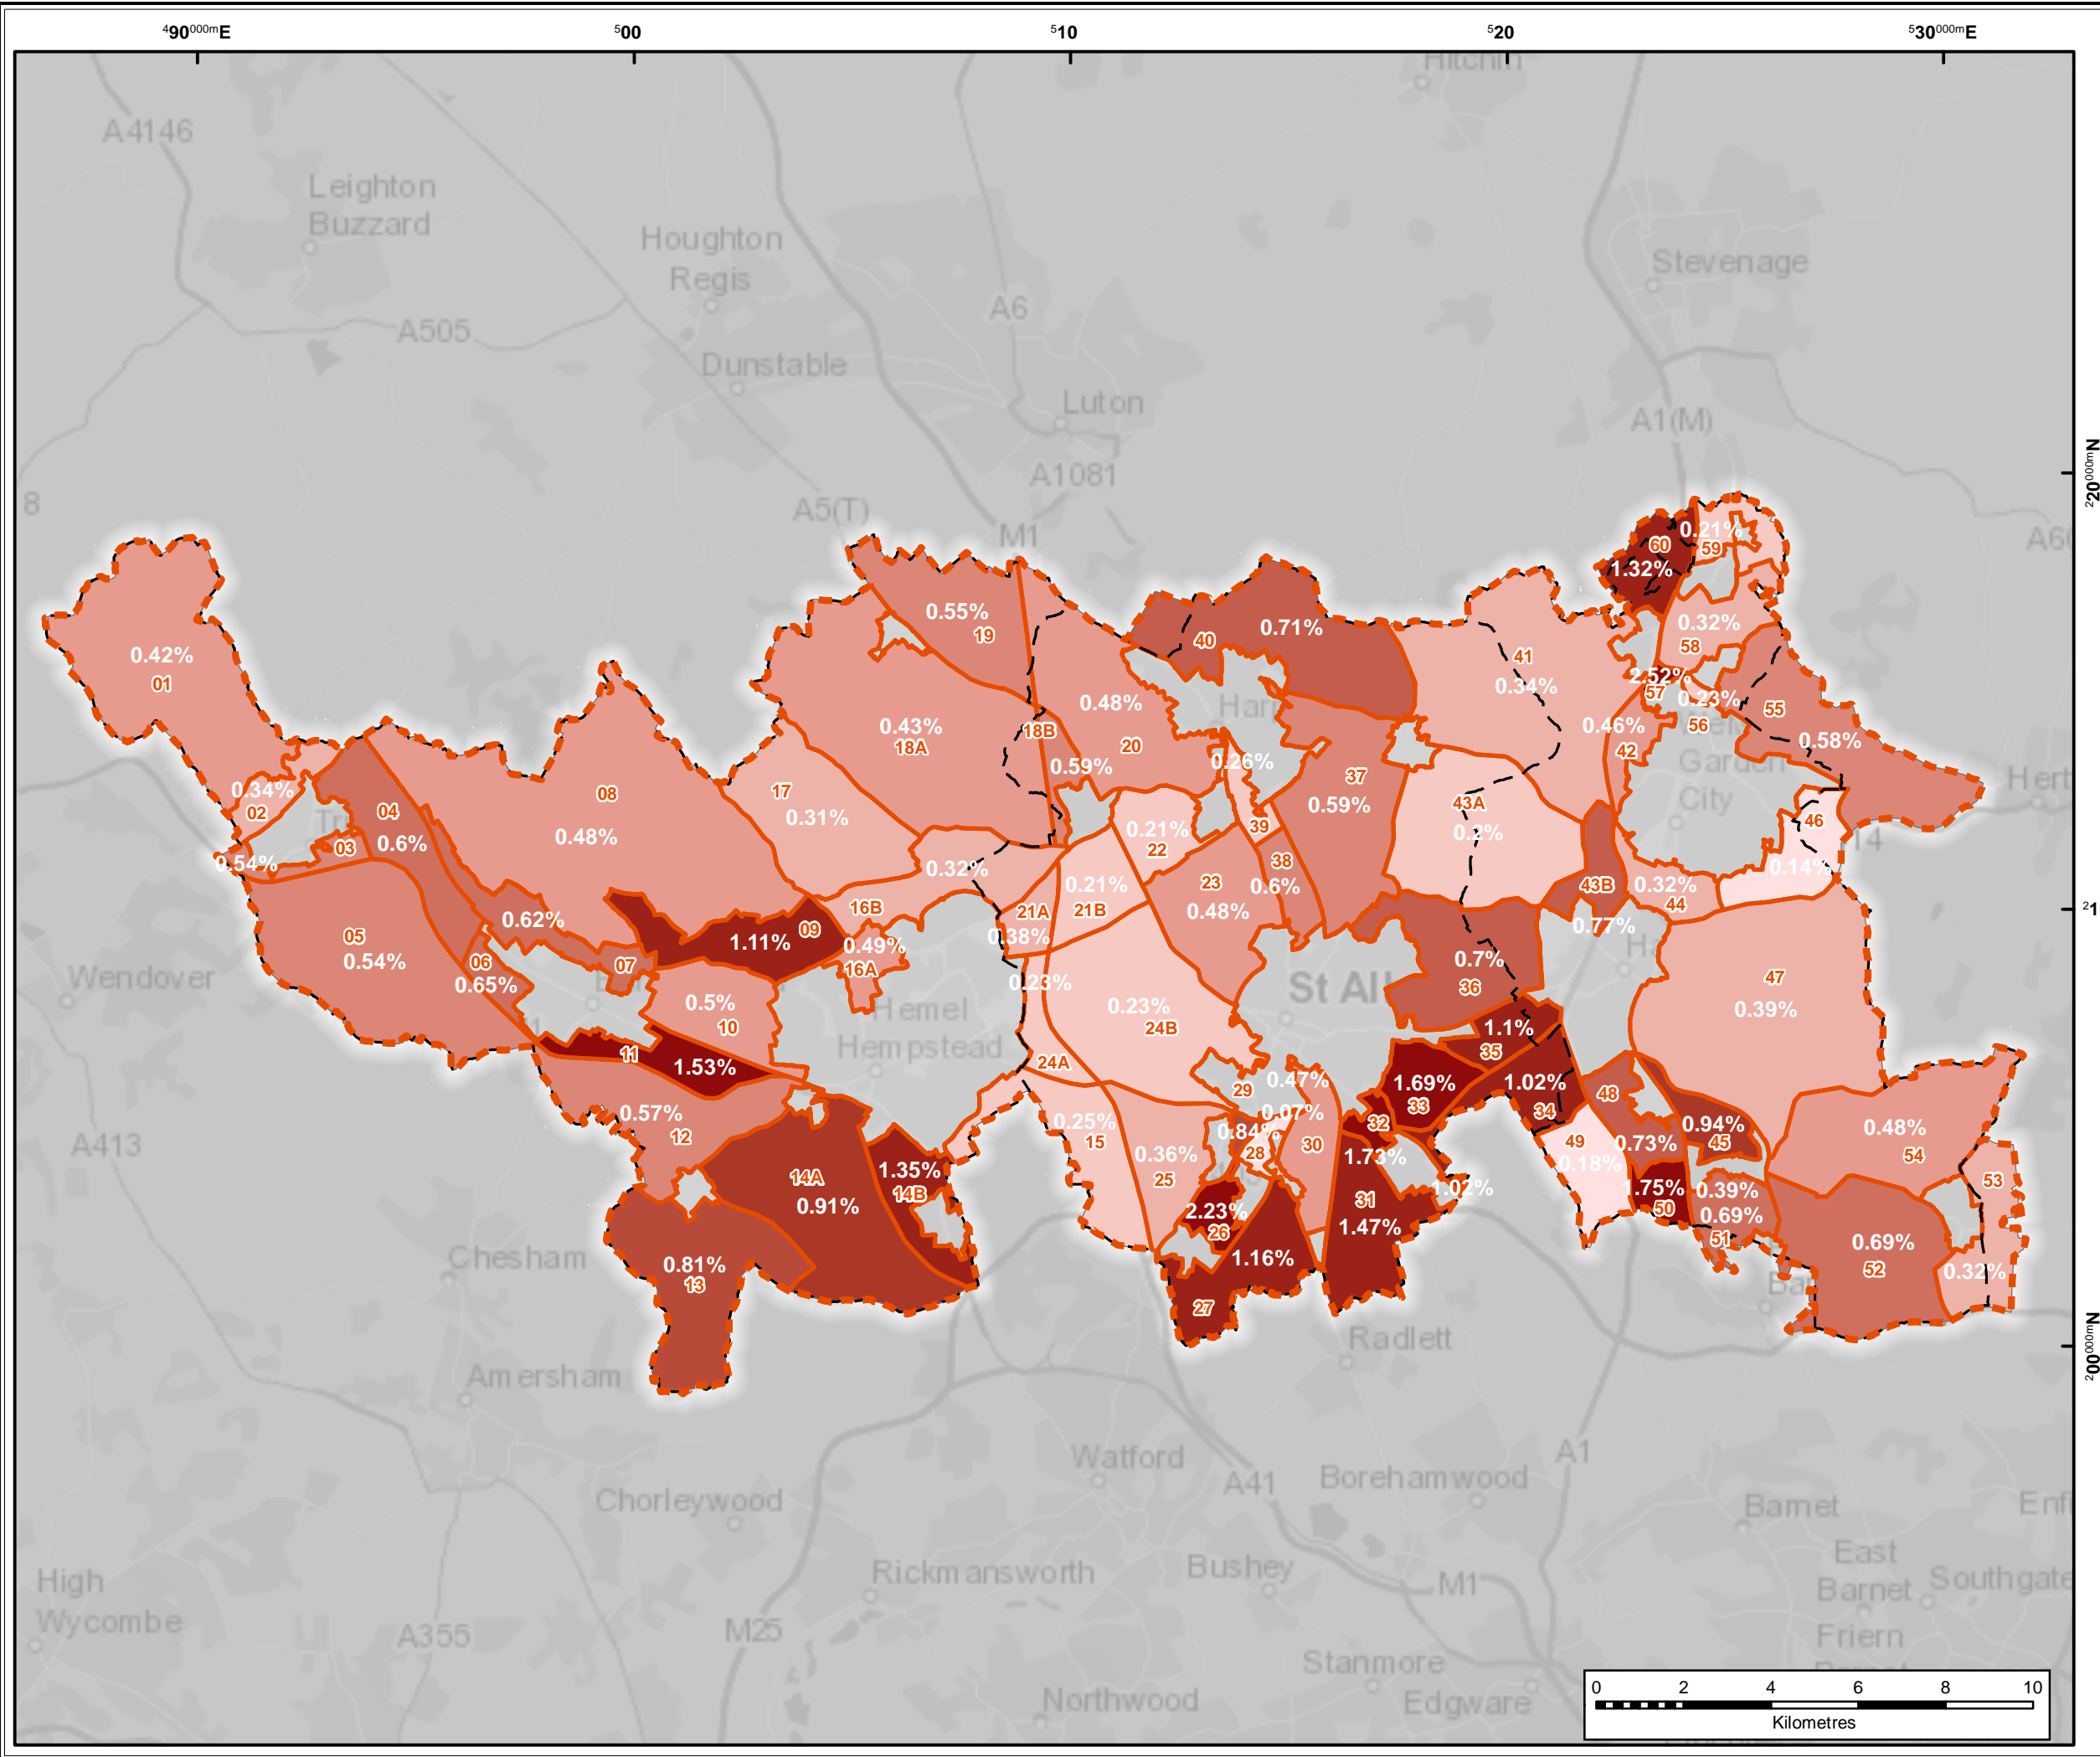 490000mE
500
510
520
530000mE
Hitchin
A4146
Leighton
Buzzard
Stevenage
Houghton
Regis
A6
A505
Dunstable
Luton
A1(M)
A1081
220000mN
8
A5(T)
M1
60
0.21%
59
1.32%
0.42%
01
0.55%
19
40
0.71%
0.32%
58
41
0.34%
2.52%
57
0.23%
56
55
0.58%
0.48%
20
0.43%
18A
18B
0.59%
0.46%
42
Garden
City
0.26%
37
0.59%
0.34%
02
04
0.6%
03
0.54%
08
0.48%
17
0.31%
0.21%
22
39
43A
0.2%
46
0.14%
0.32%
16B
38
0.6%
23
0.48%
0.21%
21B
21A
0.38%
43B
0.77%
0.32%
44
21
05
0.54%
0.62%
07
09
1.11%
0.49%
16A
06
0.65%
0.7%
36
47
0.39%
Wendover
0.5%
10
Hemel
Hempstead
0.23%
0.23%
24B
St Al
1.1%
35
11
1.53%
24A
29
0.47%
0.07%
1.69%
33
1.02%
34
48
0.94%
45
0.48%
54
A413
0.57%
12
0.25%
15
0.84%
28
30
32
1.73%
49
0.18%
0.73%
53
14A
0.91%
1.35%
14B
0.36%
25
2.23%
26
31
1.47%
1.02%
1.75%
50
0.39%
0.69%
51
0.69%
52
0.32%
Chesham
0.81%
13
1.16%
27
Radlett
200000mN
Amersham
Watford
A41
Borehamwood
A1
Chorleywood
Barnet
High
Wycombe
Rickmansworth
Bushey
M1
East
Barnet
Southgate
A355
M25
Friern
Stanmore
Edgware
Northwood
0 2 4 6 8 10
Kilometres